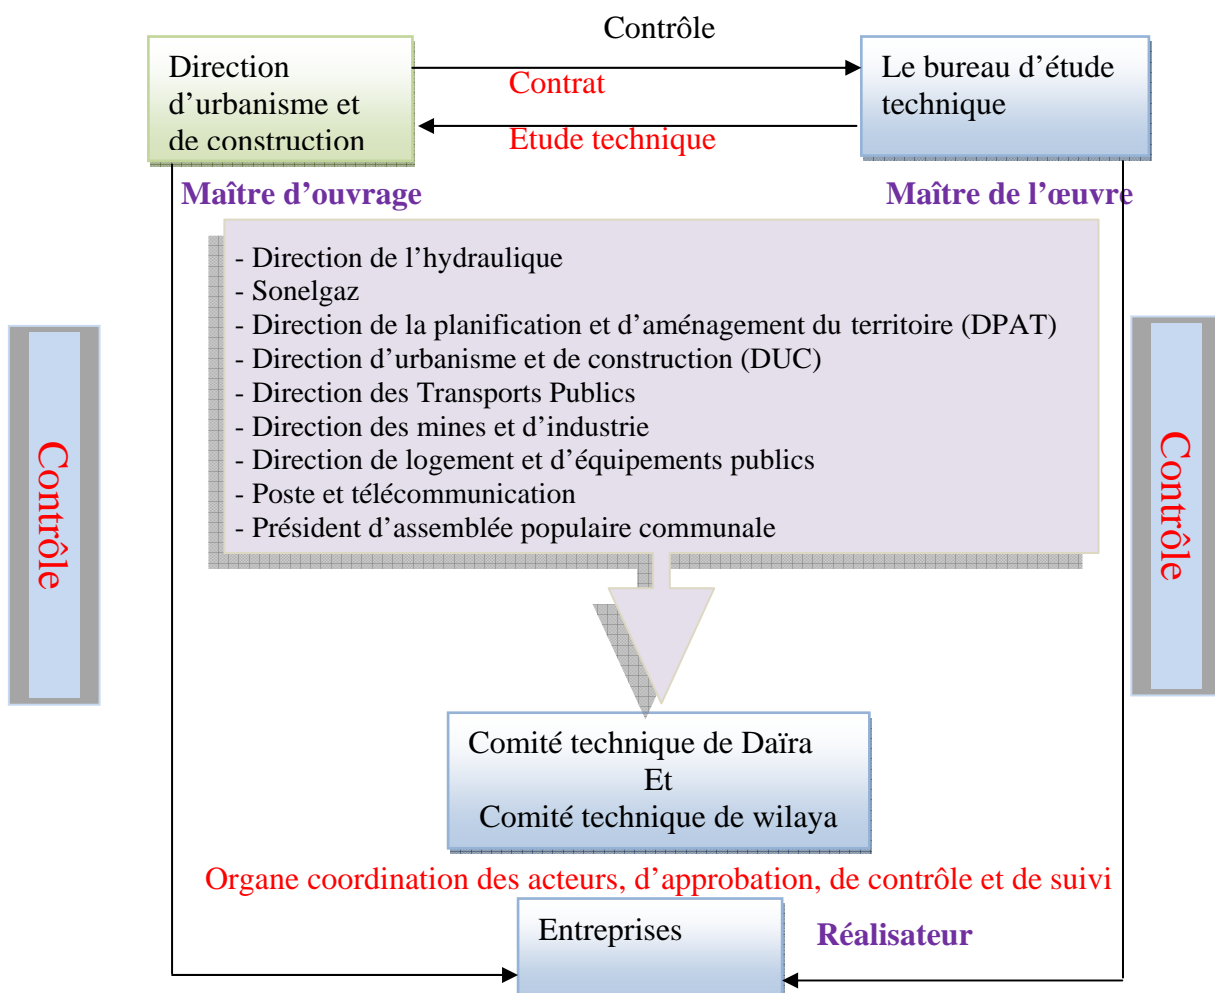 Contrôle
Direction
d’urbanisme et
de construction
Contrat
Etude technique
Le bureau d’étude
technique
Maître d’ouvrage
Maître de l’œuvre
- Direction de l’hydraulique
- Sonelgaz
- Direction de la planification et d’aménagement du territoire (DPAT)
- Direction d’urbanisme et de construction (DUC)
- Direction des Transports Publics
- Direction des mines et d’industrie
- Direction de logement et d’équipements publics
- Poste et télécommunication
- Président d’assemblée populaire communale
Contrôle
Contrôle
Comité technique de Daïra
Et
Comité technique de wilaya
Organe coordination des acteurs, d’approbation, de contrôle et de suivi
Entreprises
Réalisateur